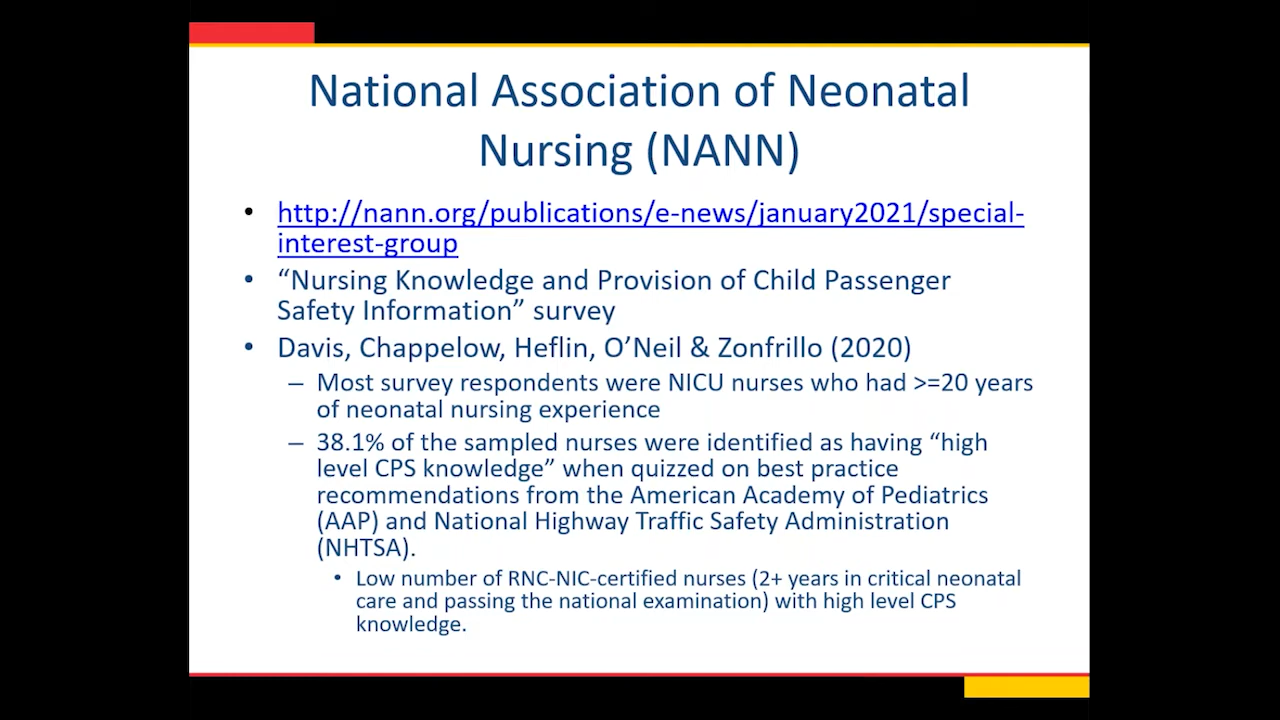 National Association of Neonatal
Nursing (NANN)
• http://nann.org/publications/e-news/january2021/special-
interest-group
• “Nursing Knowledge and Provision of Child Passenger
Safety Information” survey
• Davis, Chappelow, Heflin, O’Neil & Zonfrillo (2020)
– Most survey respondents were NICU nurses who had >=20 years
of neonatal nursing experience
– 38.1% of the sampled nurses were identified as having “high
level CPS knowledge” when quizzed on best practice
recommendations from the American Academy of Pediatrics
(AAP) and National Highway Traffic Safety Administration
(NHTSA).
• Low number of RNC-NIC-certified nurses (2+ years in critical neonatal
care and passing the national examination) with high level CPS
knowledge.